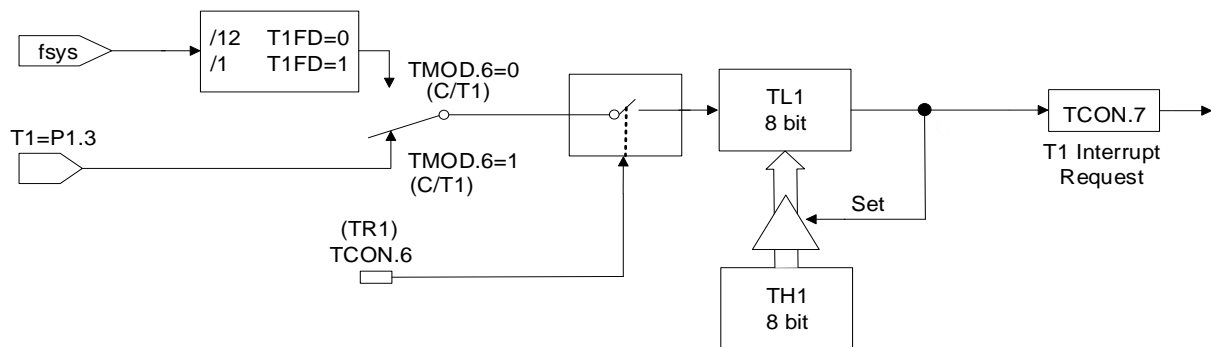 fsys
/12 T1FD=0
/1 T1FD=1
TMOD.6=0
(C/T1)
T1=P1.3
TMOD.6=1
(C/T1)
(TR1)
TCON.6
TL1
8 bit
TCON.7
T1 Interrupt
Request
Set
TH1
8 bit